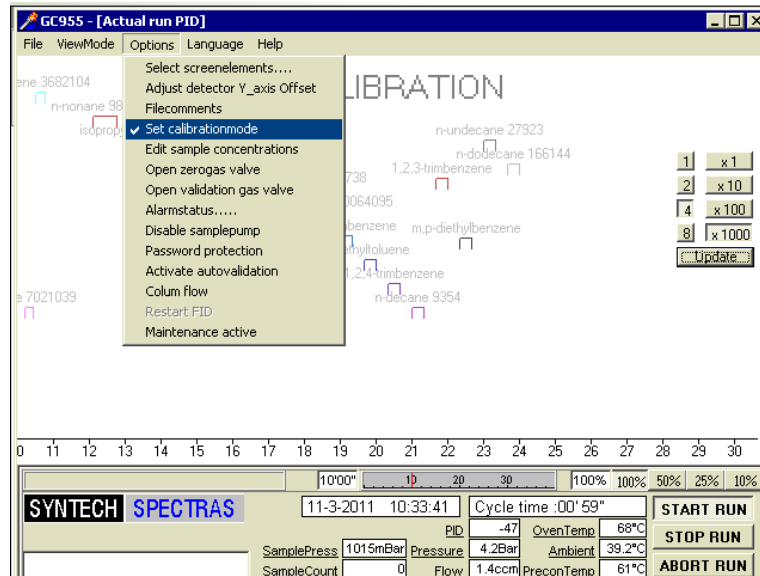 GC955 - [Actual run PID]
File ViewMode Options Language Help
Select screenelements....
Adjust detector Y_axis Offset
Filecomments
Set calibrationmode
Edit sample concentrations
Open zerogas valve
Open validation gas valve
Alarmstatus.....
Disable samplepump
Password protection
Activate autovalidation
Colum flow
Restart FID
Maintenance active
ene 3682104
n-nonane 98
isopropy
LIBRATION
n-undecane 27923
n-dodecane 166144
1,2,3-trimbenzene
738
0064095
benzene m,p-diethylbenzene
hyltoluene
1,2,4-trimbenzene
e 7021039
n-decane 9354
1 x 1
2 x 10
4 x 100
8 x 1000
Update
0 11 12 13 14 15 16 17 18 19 20 21 22 23 24 25 26 27 28 29 30
10'00" 10 20 30 100% 100% 50% 25% 10%
SYNTECH SPECTRAS
11-3-2011 10:33:41 Cycle time :00' 59"
START RUN
PID -47 OvenTemp 68°C
STOP RUN
SamplePress 1015mBar Pressure 4.2Bar Ambient 39.2°C
SampleCount 0 Flow 1.4ccm PreconTemp 61°C
ABORT RUN